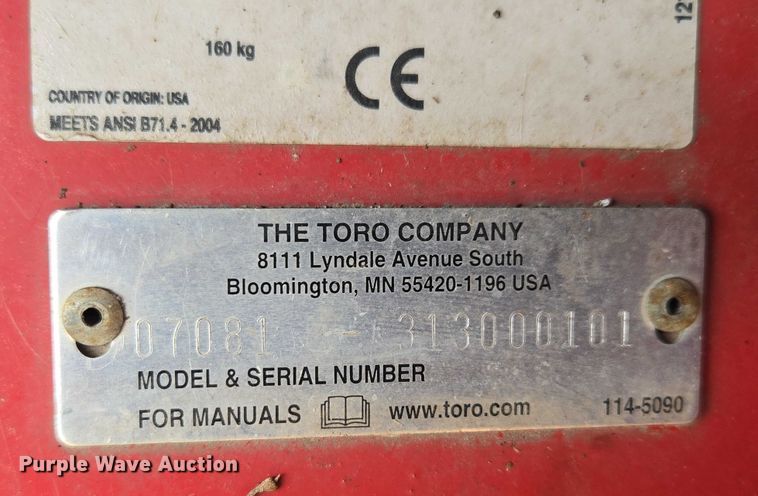 160 kg
CE
COUNTRY OF ORIGIN: USA
MEETS ANSI B71.4 - 2004
THE TORO COMPANY
8111 Lyndale Avenue South
Bloomington, MN 55420-1196 USA
313000101
MODEL & SERIAL NUMBER
FOR MANUALS www.toro.com 114-5090
Purple Wave Auction